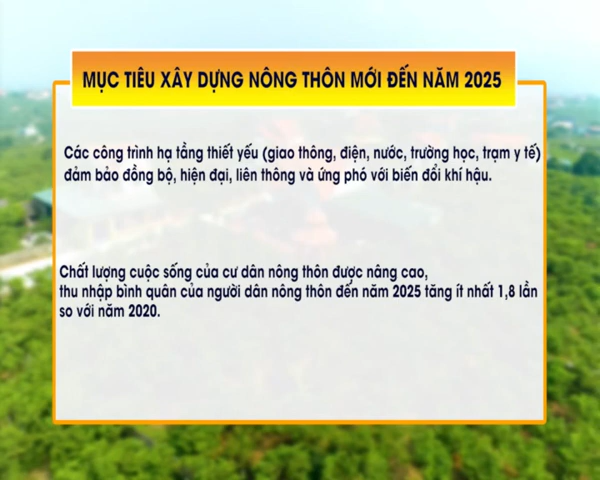 MỤC TIÊU XÂY DỰNG NÔNG THÔN MỚI ĐẾN NĂM 2025
Các công trình hạ tầng thiết yếu (giao thông, điện, nước, trường học, trạm y tế)
đảm bảo đồng bộ, hiện đại, liên thông và ứng phó với biến đổi khí hậu.
Chất lượng cuộc sống của cư dân nông thôn được nâng cao,
thu nhập bình quân của người dân nông thôn đến năm 2025 tăng ít nhất 1,8 lần
so với năm 2020.